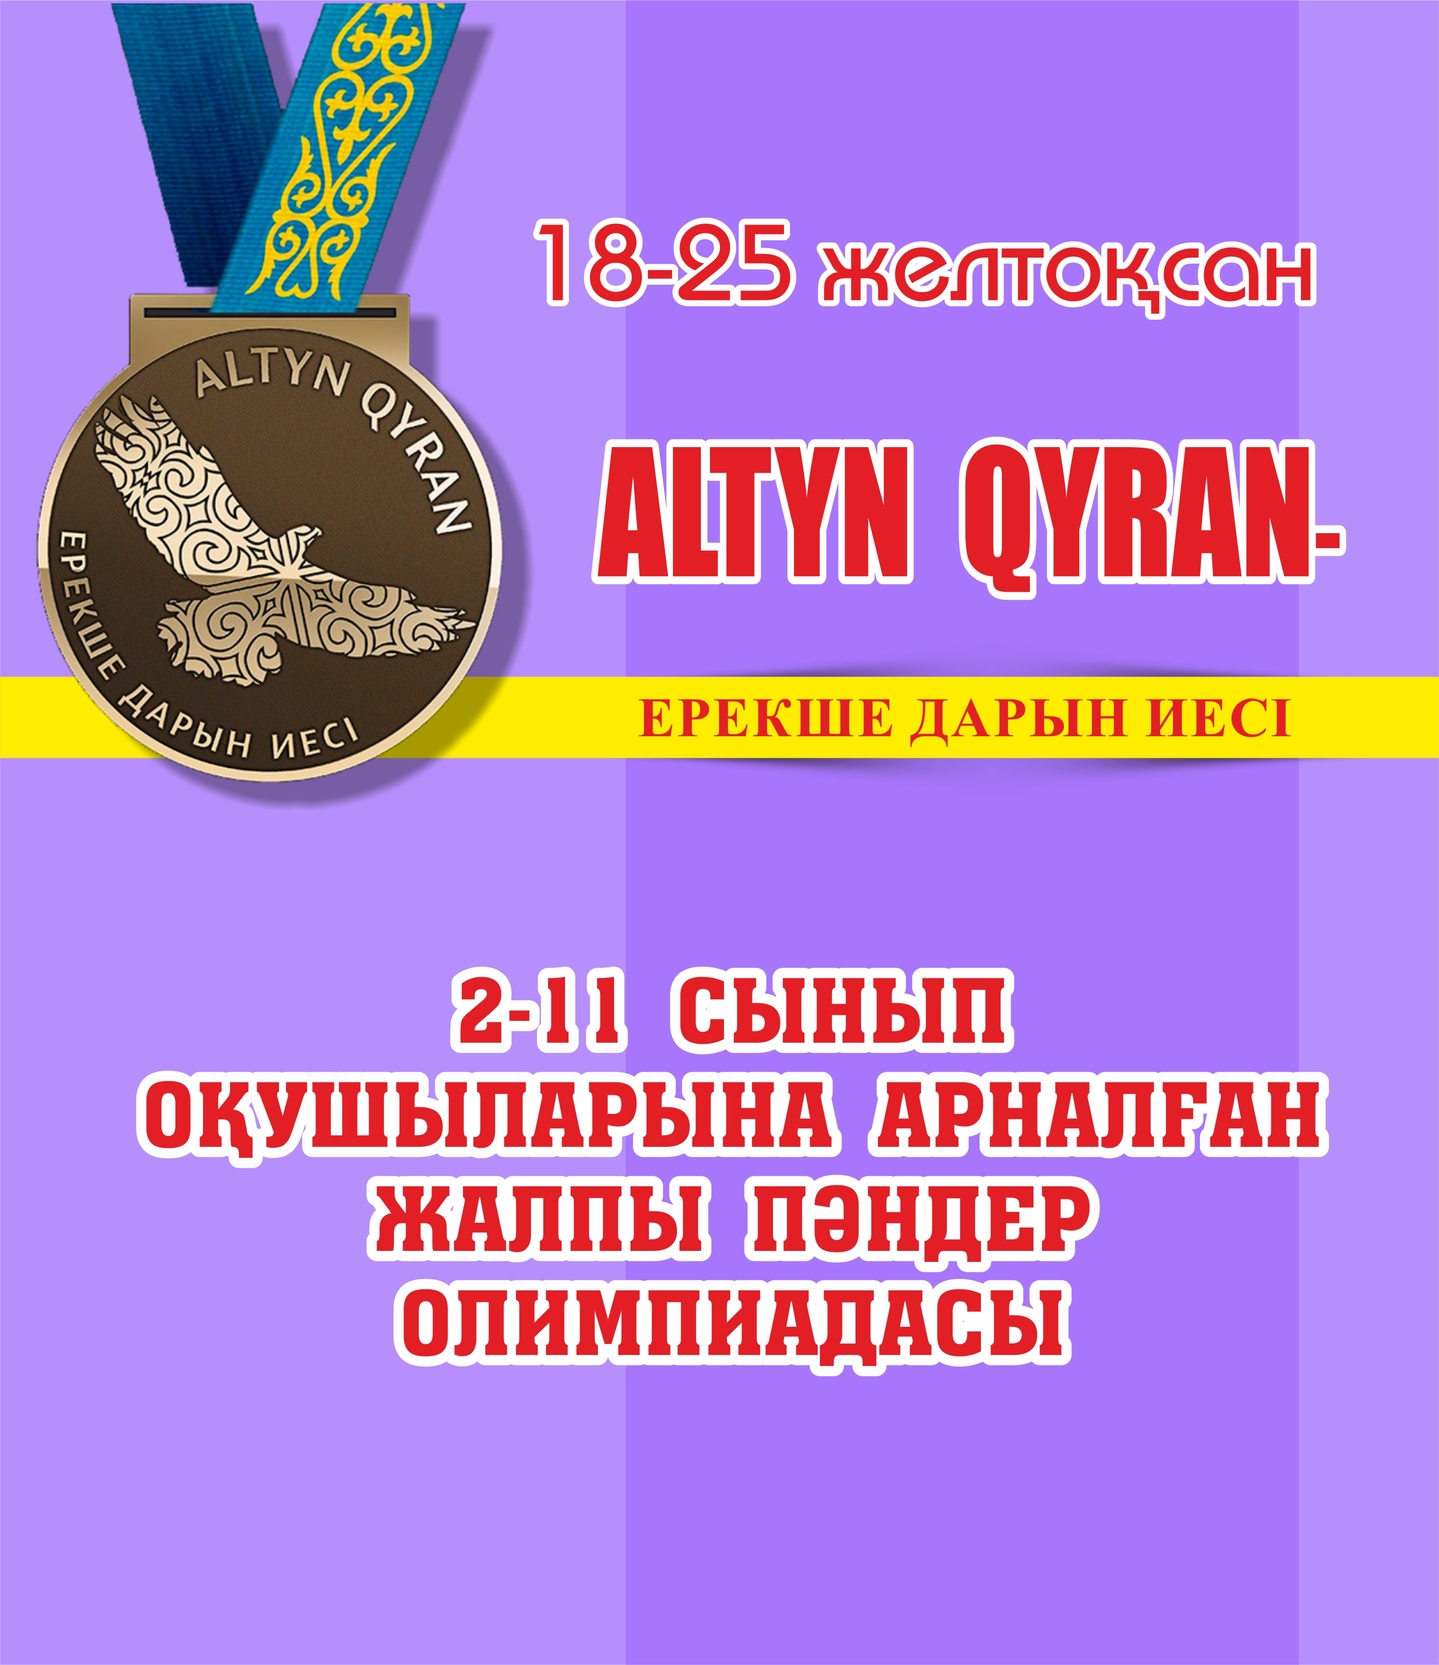 18-25 желтоқсан
ALTYN QYRAN
ALTYN QYRAN-
ЕРЕКШЕ ДАРЫН ИЕСІ
ЕРЕКШЕ ДАРЫН ИЕСІ
2-11 СЫНЫП
ОҚУШЫЛАРЫНА АРНАЛҒАН
ЖАЛПЫ ПӘНДЕР
ОЛИМПИАДАСЫ